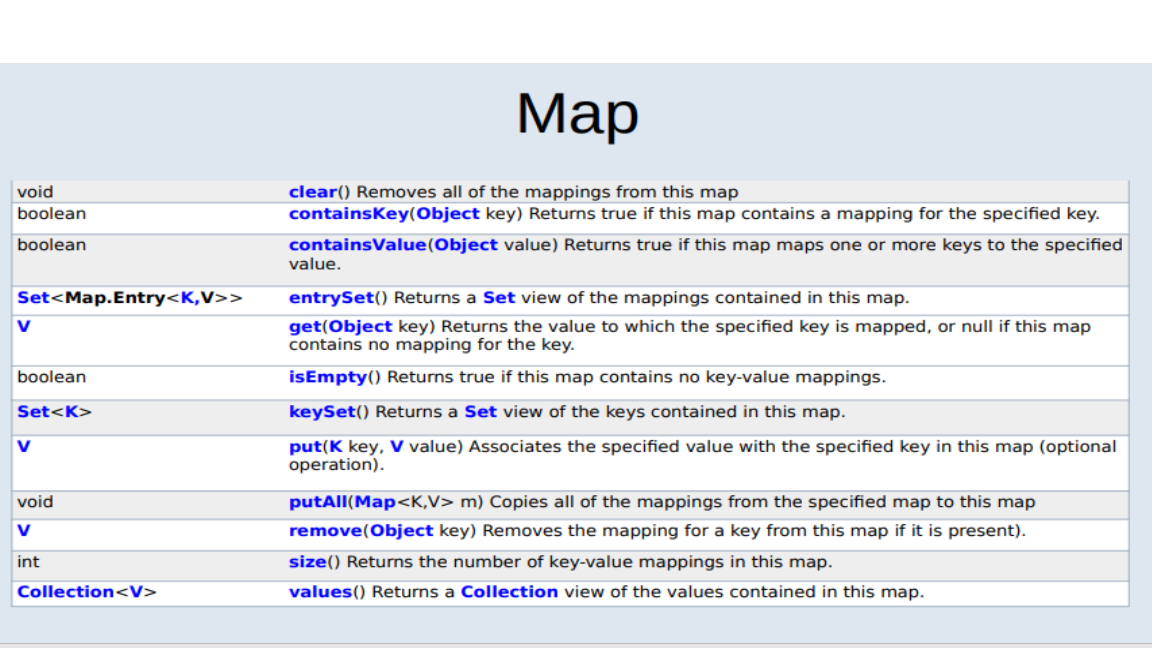 Map
void clear() Removes all of the mappings from this map
boolean containsKey(Object key) Returns true if this map contains a mapping for the specified key.
boolean containsValue(Object value) Returns true if this map maps one or more keys to the specified
value.
Set<Map.Entry<K,V>> entrySet() Returns a Set view of the mappings contained in this map.
V get(Object key) Returns the value to which the specified key is mapped, or null if this map
contains no mapping for the key.
boolean isEmpty() Returns true if this map contains no key-value mappings.
Set<K> keySet() Returns a Set view of the keys contained in this map.
V put(K key, V value) Associates the specified value with the specified key in this map (optional
operation).
void putAll(Map<K,V> m) Copies all of the mappings from the specified map to this map
V remove(Object key) Removes the mapping for a key from this map if it is present).
int size() Returns the number of key-value mappings in this map.
Collection<V> values() Returns a Collection view of the values contained in this map.